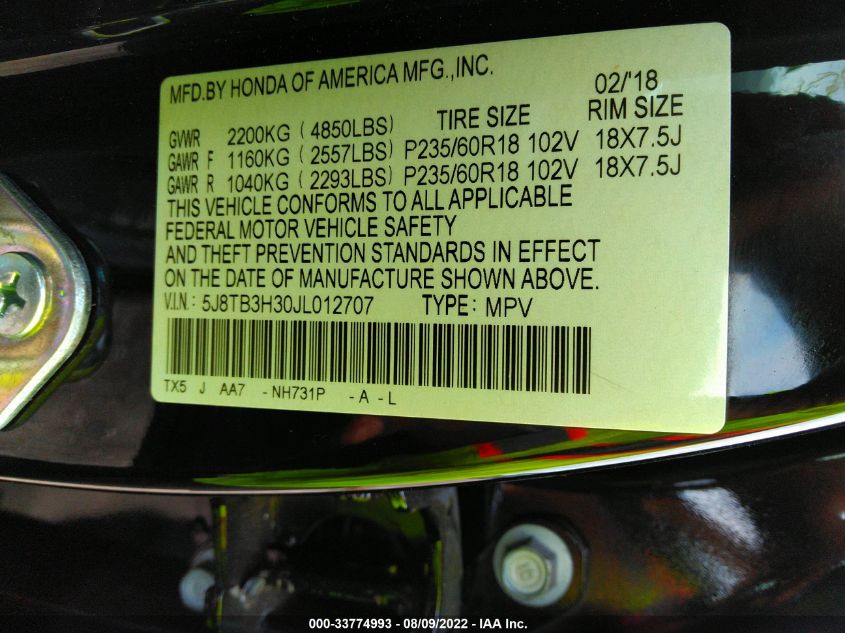 MFD.BY HONDA OF AMERICA MFG.,INC. 02/'18
GVWR 2200KG (4850LBS) TIRE SIZE RIM SIZE
GAWR F 1160KG (2557LBS) P235/60R18 102V 18X7.5J
GAWR R 1040KG (2293LBS) P235/60R18 102V 18X7.5J
THIS VEHICLE CONFORMS TO ALL APPLICABLE
FEDERAL MOTOR VEHICLE SAFETY
AND THEFT PREVENTION STANDARDS IN EFFECT
ON THE DATE OF MANUFACTURE SHOWN ABOVE.
V.I.N.: 5J8TB3H30JL012707 TYPE: MPV
TX5 J AA7 - NH731P - A - L
000-33774993 - 08/09/2022 - IAA Inc.